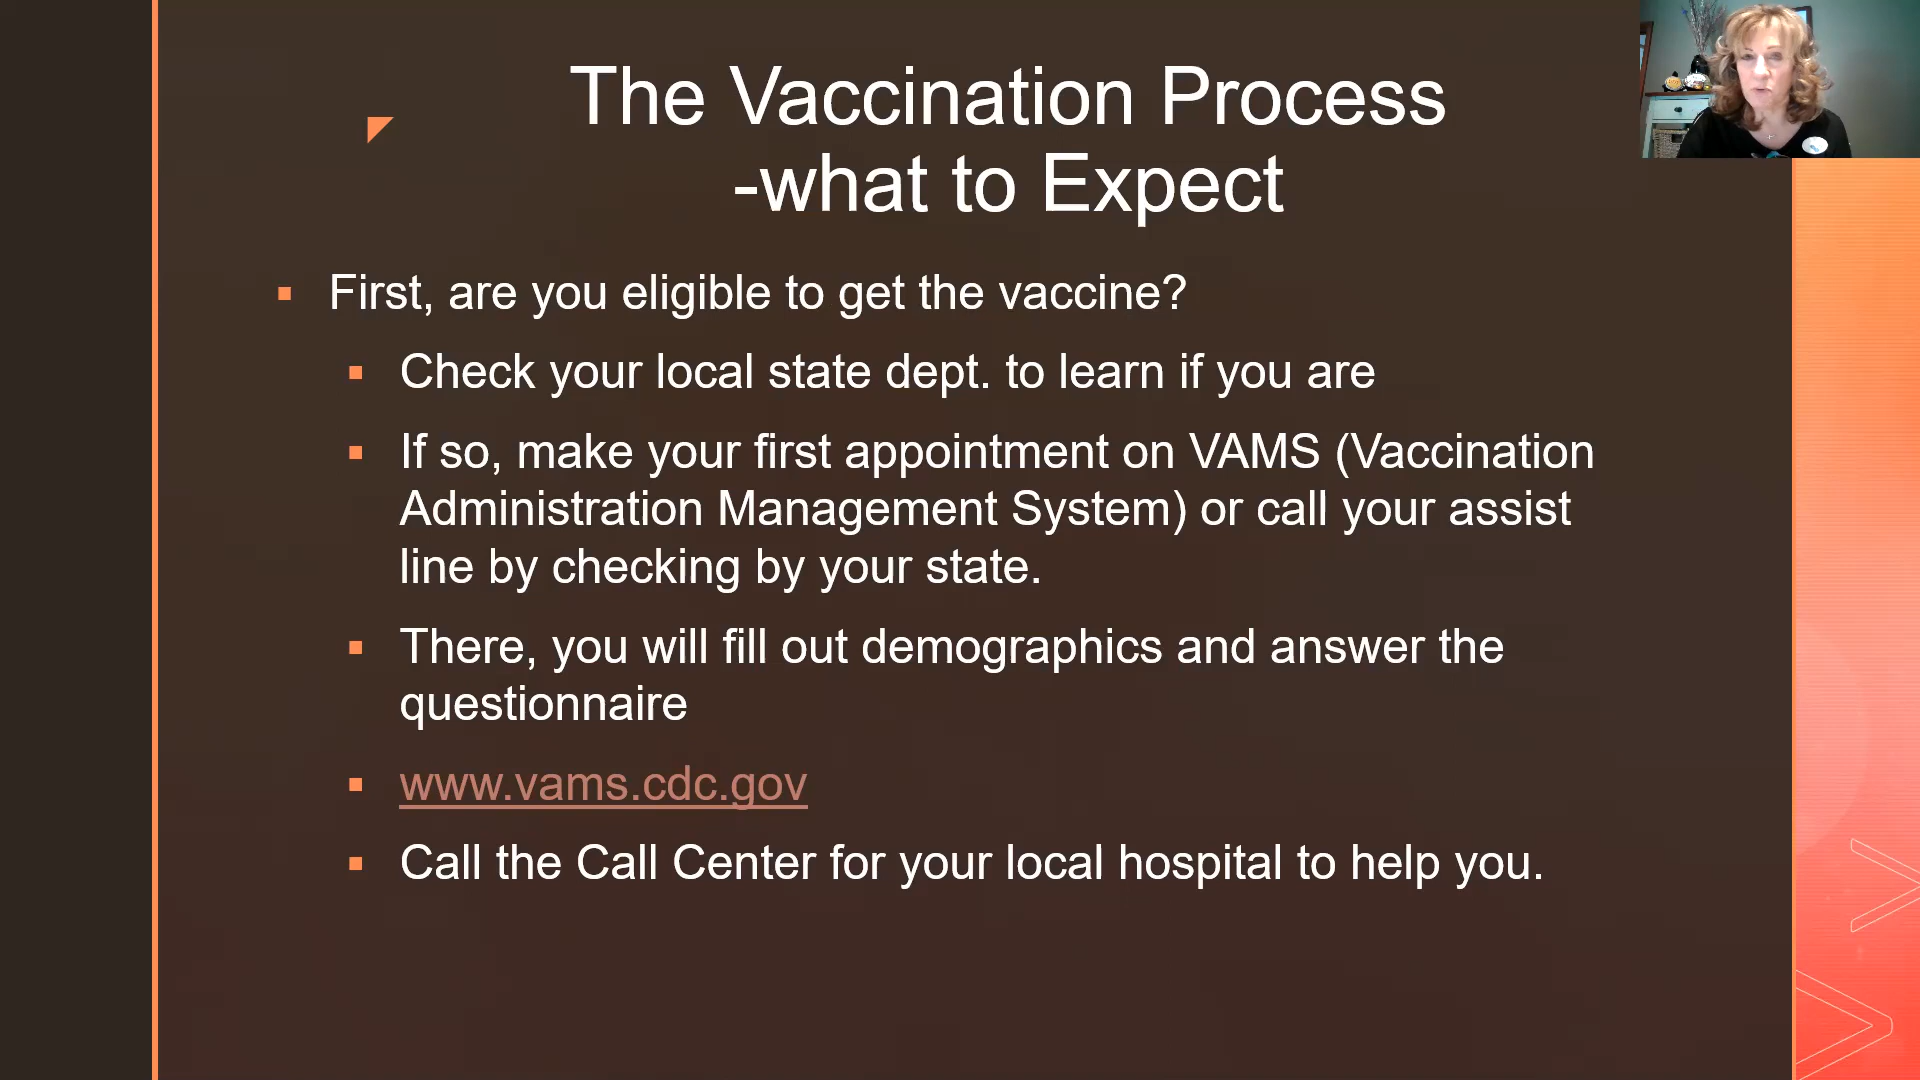 The Vaccination Process
-what to Expect
First, are you eligible to get the vaccine?
Check your local state dept. to learn if you are
If so, make your first appointment on VAMS (Vaccination
Administration Management System) or call your assist
line by checking by your state.
There, you will fill out demographics and answer the
questionnaire
www.vams.cdc.gov
Call the Call Center for your local hospital to help you.